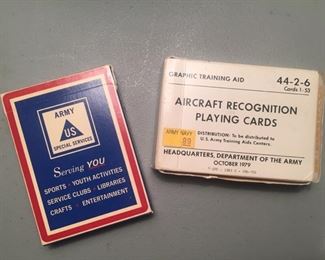 ARMY
US
SPECIAL SERVICES
Serving YOU
SPORTS · YOUTH ACTIVITIES
SERVICE CLUBS · LIBRARIES
CRAFTS · ENTERTAINMENT
GRAPHIC TRAINING AID
44-2-6
Cards 1-53
AIRCRAFT RECOGNITION
PLAYING CARDS
ARMY NAVY
89
DISTRIBUTION: To be distributed to
U.S. Army Training Aids Centers.
HEADQUARTERS, DEPARTMENT OF THE ARMY
OCTOBER 1979